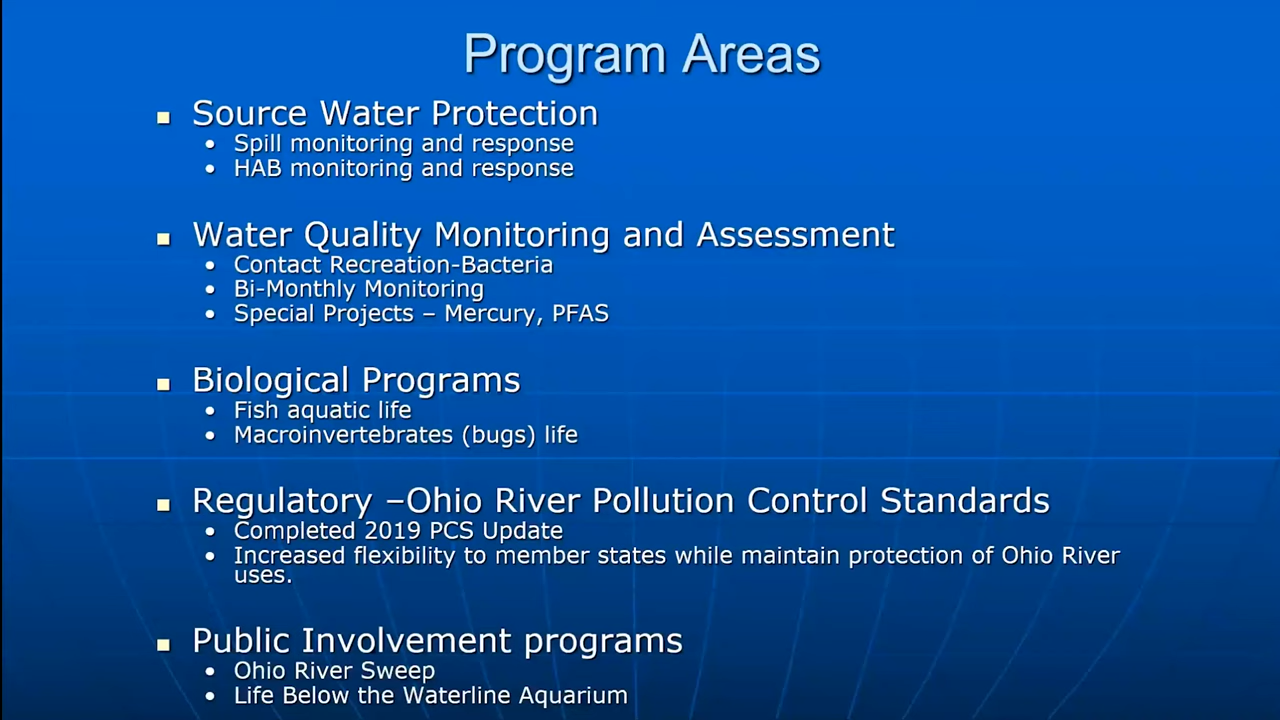 Program Areas
Source Water Protection
Spill monitoring and response
HAB monitoring and response
Water Quality Monitoring and Assessment
Contact Recreation-Bacteria
Bi-Monthly Monitoring
Special Projects – Mercury, PFAS
Biological Programs
Fish aquatic life
Macroinvertebrates (bugs) life
Regulatory –Ohio River Pollution Control Standards
Completed 2019 PCS Update
Increased flexibility to member states while maintain protection of Ohio River
uses.
Public Involvement programs
Ohio River Sweep
Life Below the Waterline Aquarium